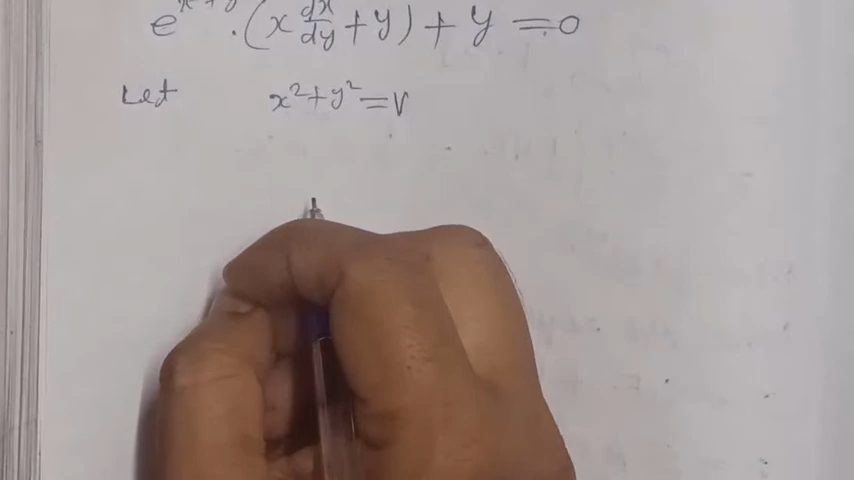 e^{x+y} . (x dx/dy + y) + y = 0
Let x² + y² = V